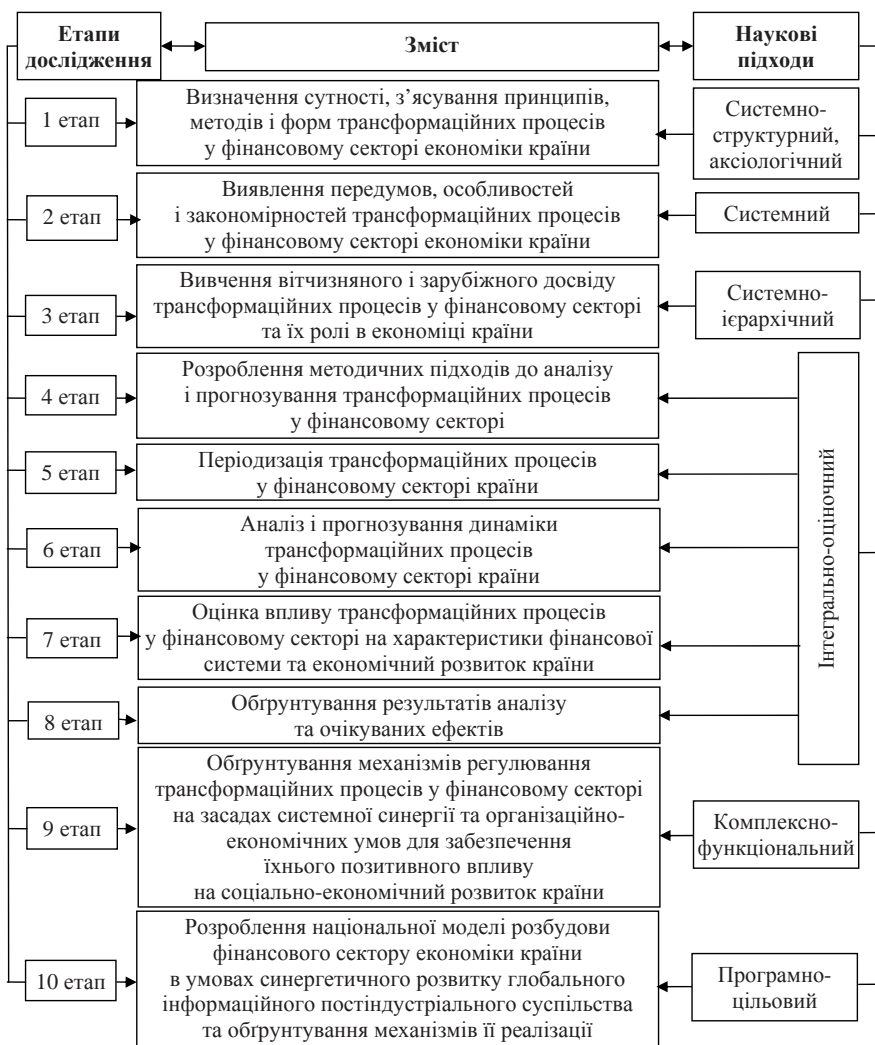 Етапи
дослідження
Зміст
Наукові
підходи
1 етап
Визначення сутності, з’ясування принципів,
методів і форм трансформаційних процесів
у фінансовому секторі економіки країни
Системно-
структурний,
аксіологічний
2 етап
Виявлення передумов, особливостей
і закономірностей трансформаційних процесів
у фінансовому секторі економіки країни
Системний
3 етап
Вивчення вітчизняного і зарубіжного досвіду
трансформаційних процесів у фінансовому секторі
та їх ролі в економіці країни
Системно-
ієрархічний
4 етап
Розроблення методичних підходів до аналізу
і прогнозування трансформаційних процесів
у фінансовому секторі
5 етап
Періодизація трансформаційних процесів
у фінансовому секторі країни
6 етап
Аналіз і прогнозування динаміки
трансформаційних процесів
у фінансовому секторі країни
7 етап
Оцінка впливу трансформаційних процесів
у фінансовому секторі на характеристики фінансової
системи та економічний розвиток країни
8 етап
Обґрунтування результатів аналізу
та очікуваних ефектів
Інтегрально-оціночний
9 етап
Обґрунтування механізмів регулювання
трансформаційних процесів у фінансовому секторі
на засадах системної синергії та організаційно-
економічних умов для забезпечення
їхнього позитивного впливу
на соціально-економічний розвиток країни
Комплексно-
функціональний
10 етап
Розроблення національної моделі розбудови
фінансового сектору економіки країни
в умовах синергетичного розвитку глобального
інформаційного постіндустріального суспільства
та обґрунтування механізмів її реалізації
Програмно-
цільовий